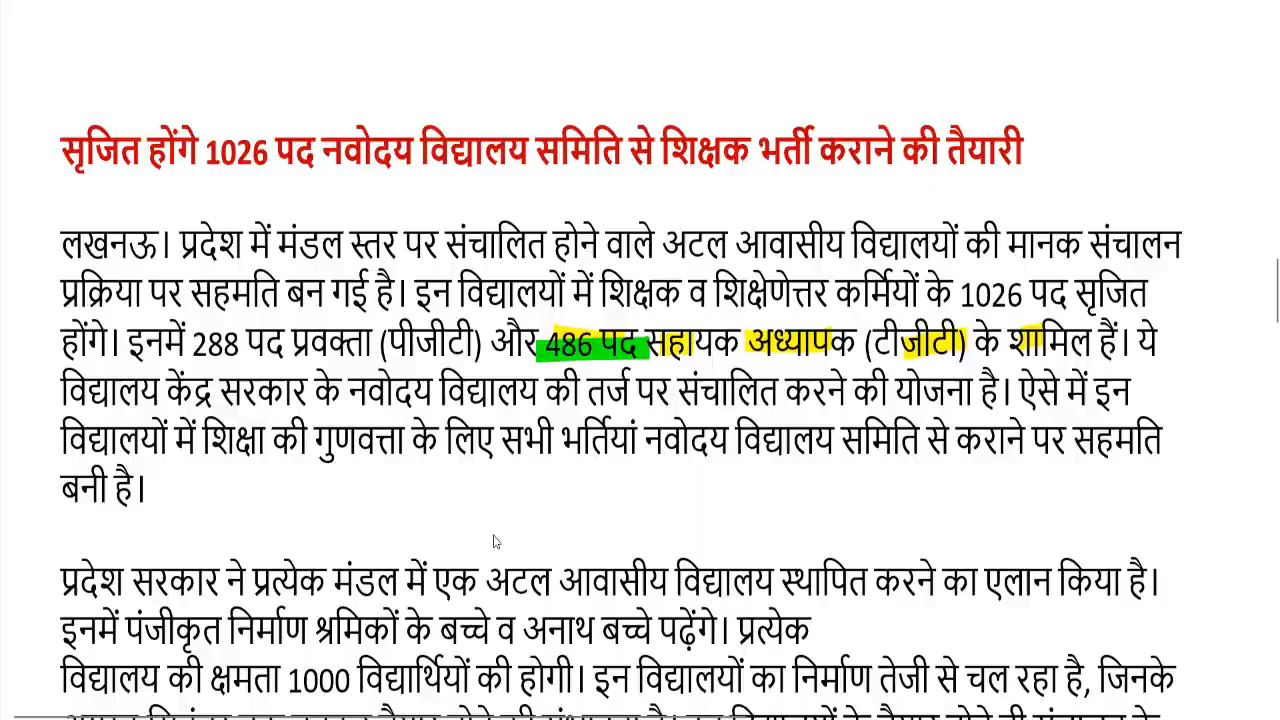 सृजित होंगे 1026 पद नवोदय विद्यालय समिति से शिक्षक भर्ती कराने की तैयारी
लखनऊ। प्रदेश में मंडल स्तर पर संचालित होने वाले अटल आवासीय विद्यालयों की मानक संचालन
प्रक्रिया पर सहमति बन गई है। इन विद्यालयों में शिक्षक व शिक्षेणेत्तर कर्मियों के 1026 पद सृजित
होंगे। इनमें 288 पद प्रवक्ता (पीजीटी) और 486 पद सहायक अध्यापक (टीजीटी) के शामिल हैं। ये
विद्यालय केंद्र सरकार के नवोदय विद्यालय की तर्ज पर संचालित करने की योजना है। ऐसे में इन
विद्यालयों में शिक्षा की गुणवत्ता के लिए सभी भर्तियां नवोदय विद्यालय समिति से कराने पर सहमति
बनी है।
प्रदेश सरकार ने प्रत्येक मंडल में एक अटल आवासीय विद्यालय स्थापित करने का एलान किया है।
इनमें पंजीकृत निर्माण श्रमिकों के बच्चे व अनाथ बच्चे पढ़ेंगे। प्रत्येक
विद्यालय की क्षमता 1000 विद्यार्थियों की होगी। इन विद्यालयों का निर्माण तेजी से चल रहा है, जिनके